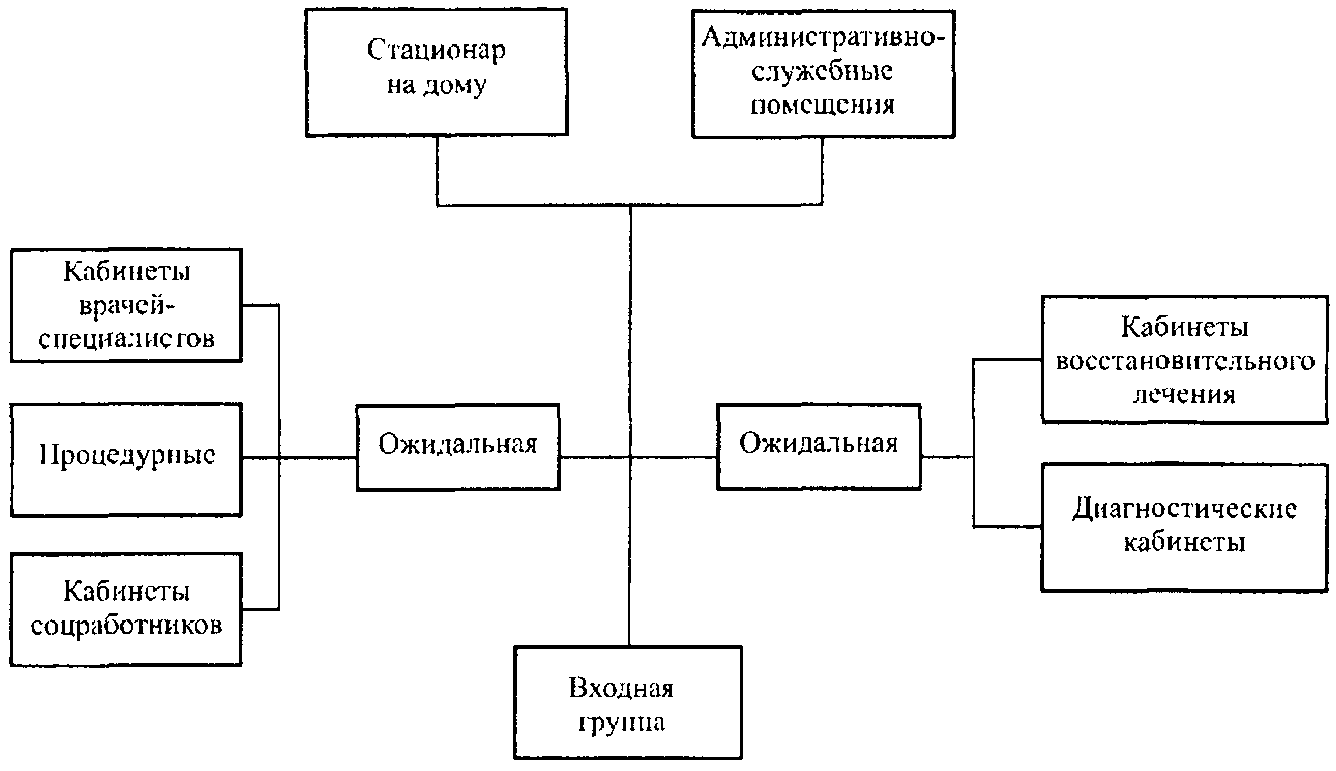 Стационар
на дому
Административно-
служебные
помещения
Кабинеты
врачей-
специалистов
Кабинеты
восстановительного
лечения
Процедурные
Ожидальная
Ожидальная
Диагностические
кабинеты
Кабинеты
соцработников
Входная
группа